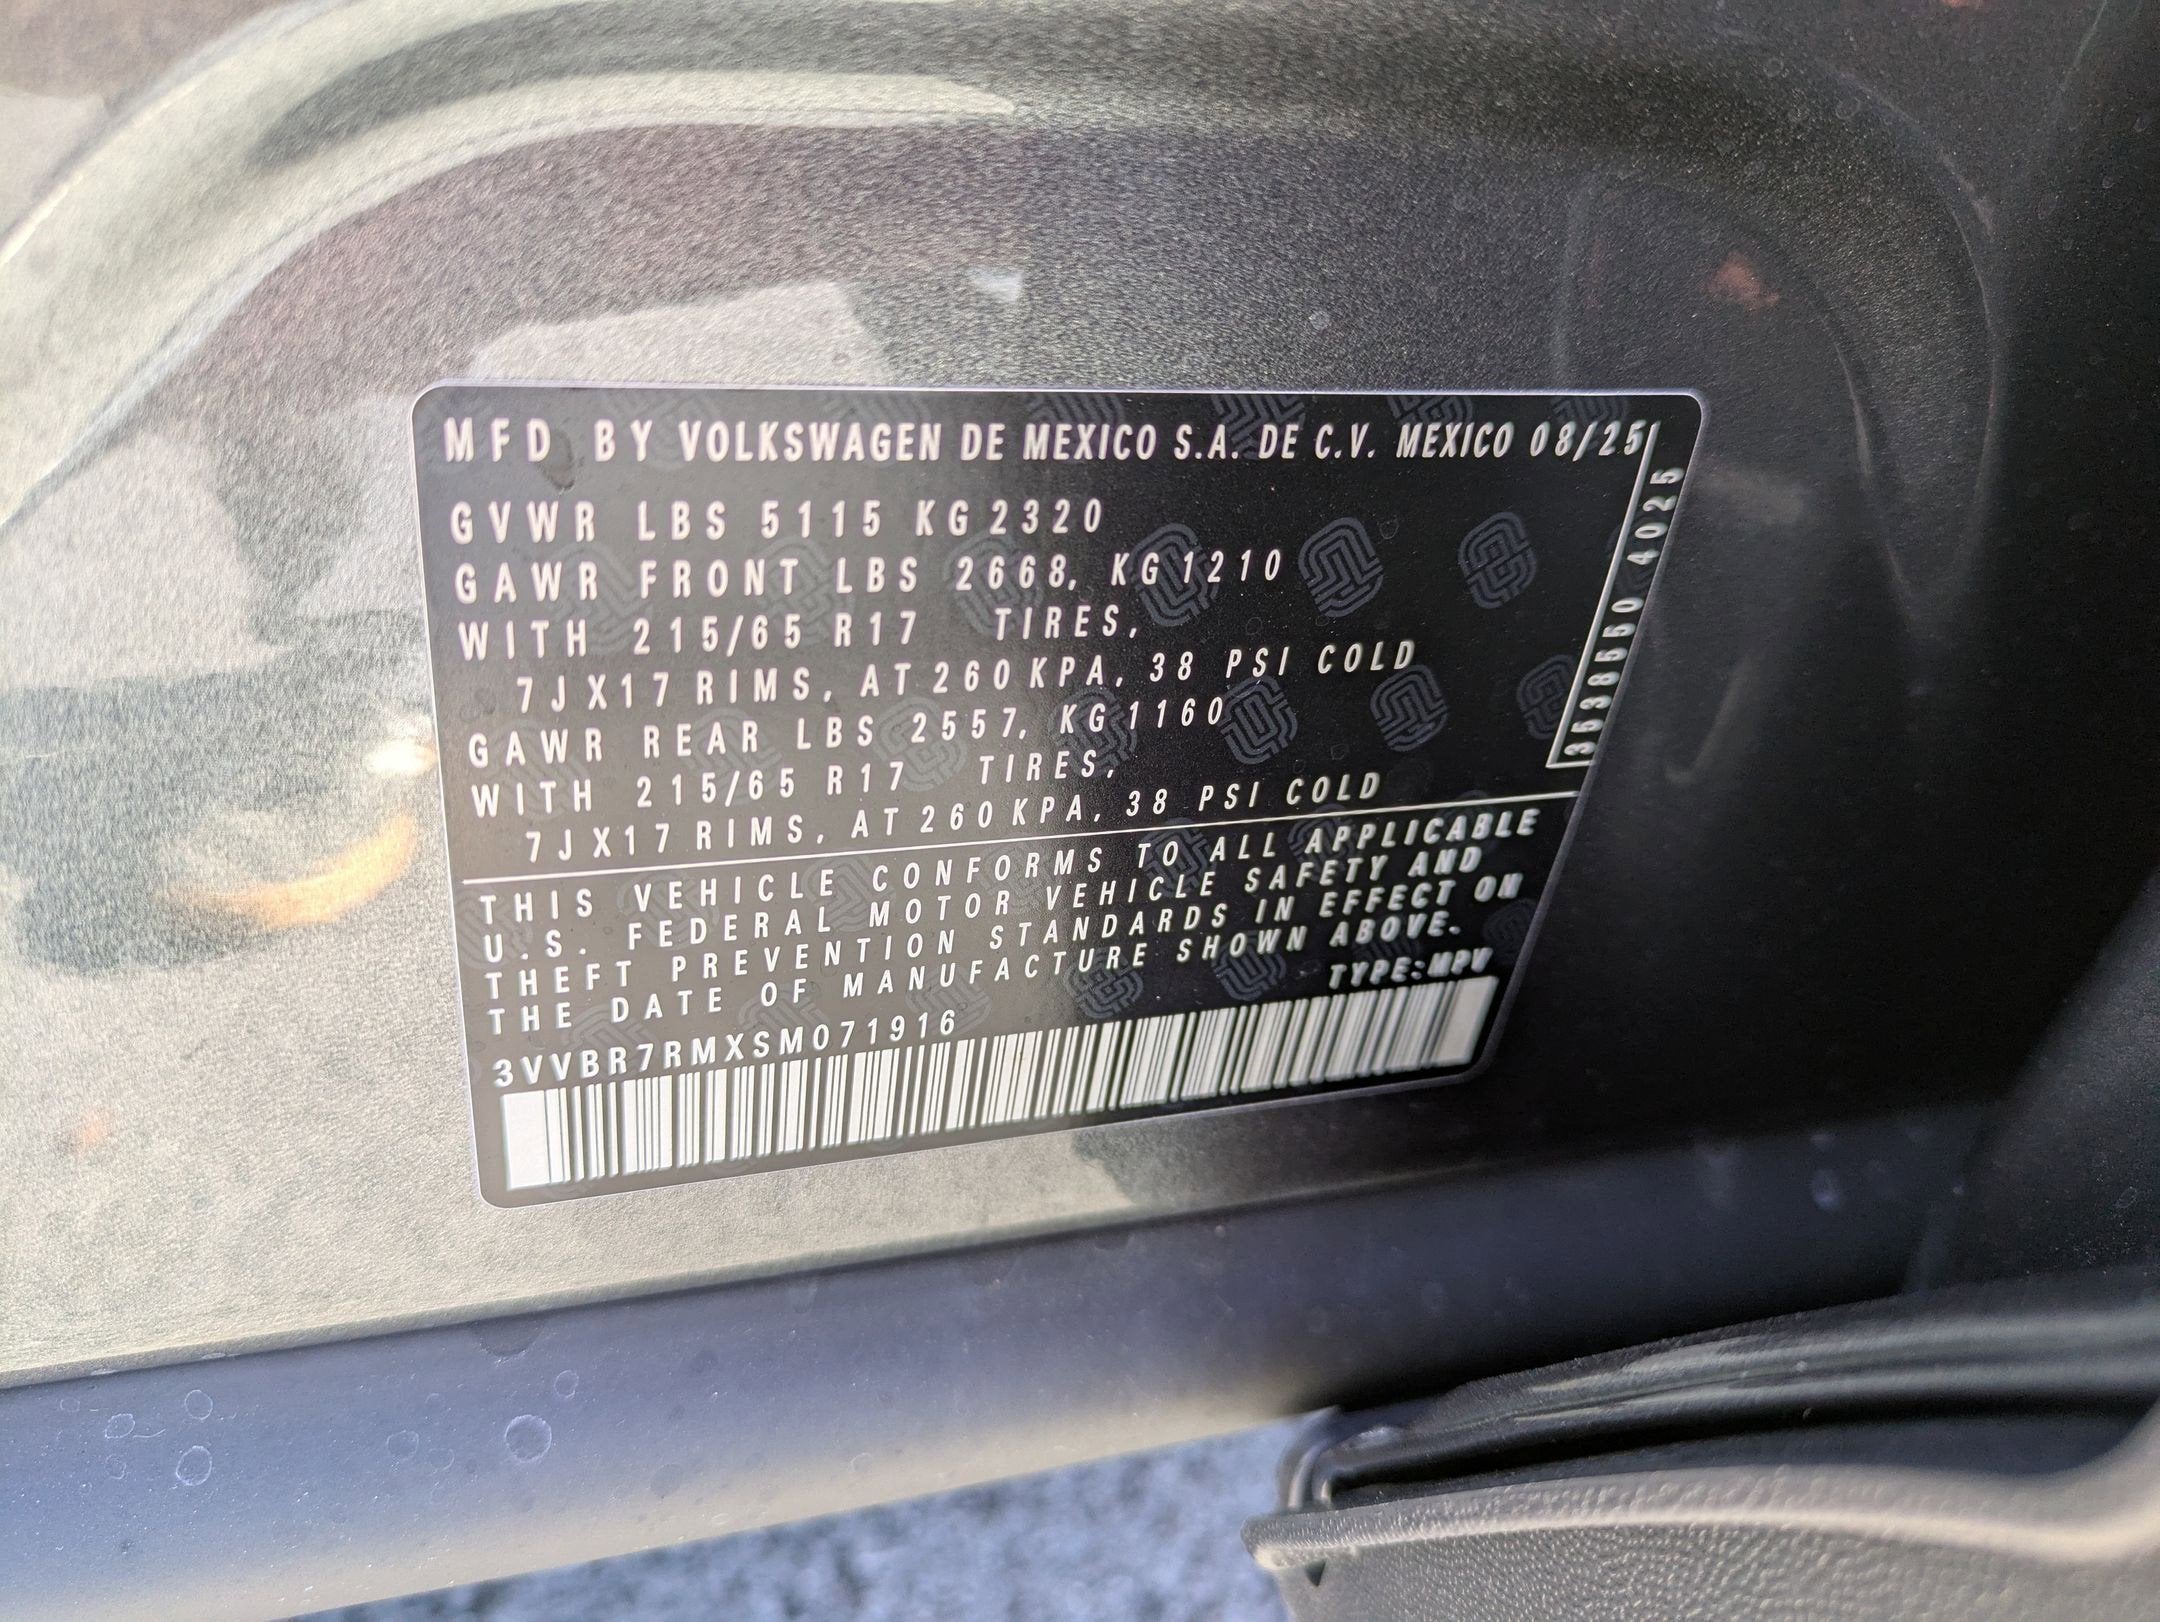 MFD BY VOLKSWAGEN DE MEXICO S.A. DE C.V. MEXICO 08/25
GVWR LBS 5115 KG 2320
GAWR FRONT LBS 2668, KG 1210
WITH 215/65 R17 TIRES,
7JX17 RIMS, AT 260 KPA, 38 PSI COLD
GAWR REAR LBS 2557, KG 1160
WITH 215/65 R17 TIRES,
7JX17 RIMS, AT 260 KPA, 38 PSI COLD
3538550 4025
THIS VEHICLE CONFORMS TO ALL APPLICABLE
U.S. FEDERAL MOTOR VEHICLE SAFETY AND
THEFT PREVENTION STANDARDS IN EFFECT ON
THE DATE OF MANUFACTURE SHOWN ABOVE.
3VVBR7RMXSM071916 TYPE:MPV